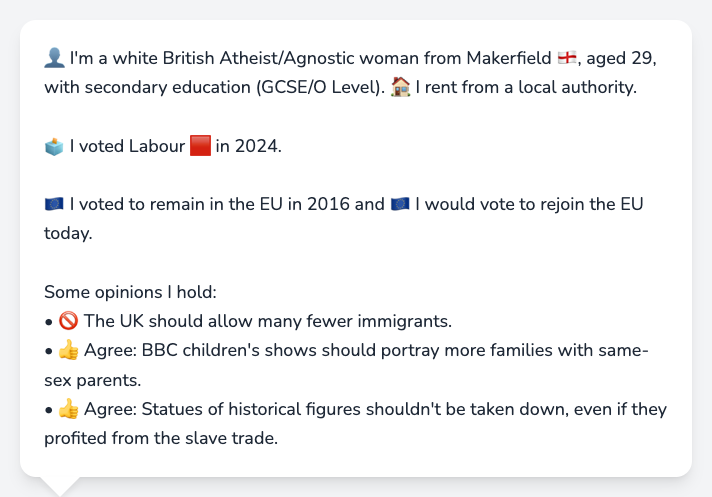 👤 I'm a white British Atheist/Agnostic woman from Makerfield 🏴󠁧󠁢󠁥󠁮󠁧󠁿, aged 29,
with secondary education (GCSE/O Level). 🏠 I rent from a local authority.
🗳️ I voted Labour 🟥 in 2024.
🇪🇺 I voted to remain in the EU in 2016 and 🇪🇺 I would vote to rejoin the EU
today.
Some opinions I hold:
• 🚫 The UK should allow many fewer immigrants.
• 👍 Agree: BBC children's shows should portray more families with same-
sex parents.
• 👍 Agree: Statues of historical figures shouldn't be taken down, even if they
profited from the slave trade.